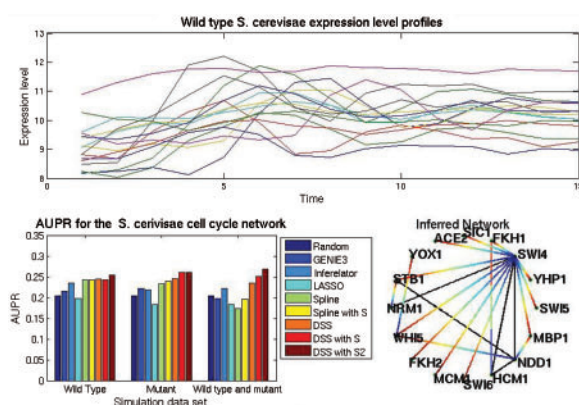 Wild type S. cerevisae expression level profiles
13
12
11
10
9
8
Expression level
0
5
10
15
Time
AUPR for the S. cerivisae cell cycle network
0.35
0.3
0.25
0.2
0.15
0.1
0.05
0
AUPR
Wild Type
Mutant
Wild type and mutant
Simulation data set
Random
GENIE3
Inferelator
LASSO
Spline
Spline with S
DSS
DSS with S
DSS with S2
Inferred Network
SIC1
FKH1
ACE2
SWI4
YOX1
YHP1
STB1
SWI5
NRM1
MBP1
WHI5
NDD1
FKH2
HCM1
MCM1
SWI6